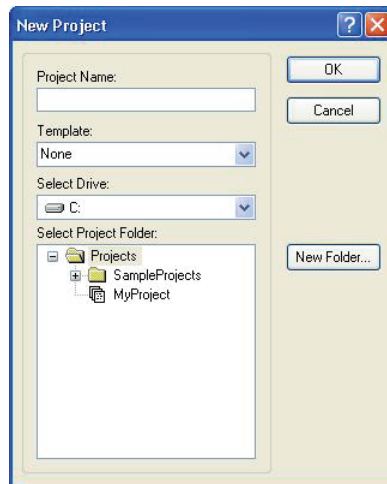 New Project
Project Name:
OK
Cancel
Template:
None
Select Drive:
C:
Select Project Folder:
Projects
SampleProjects
MyProject
New Folder...